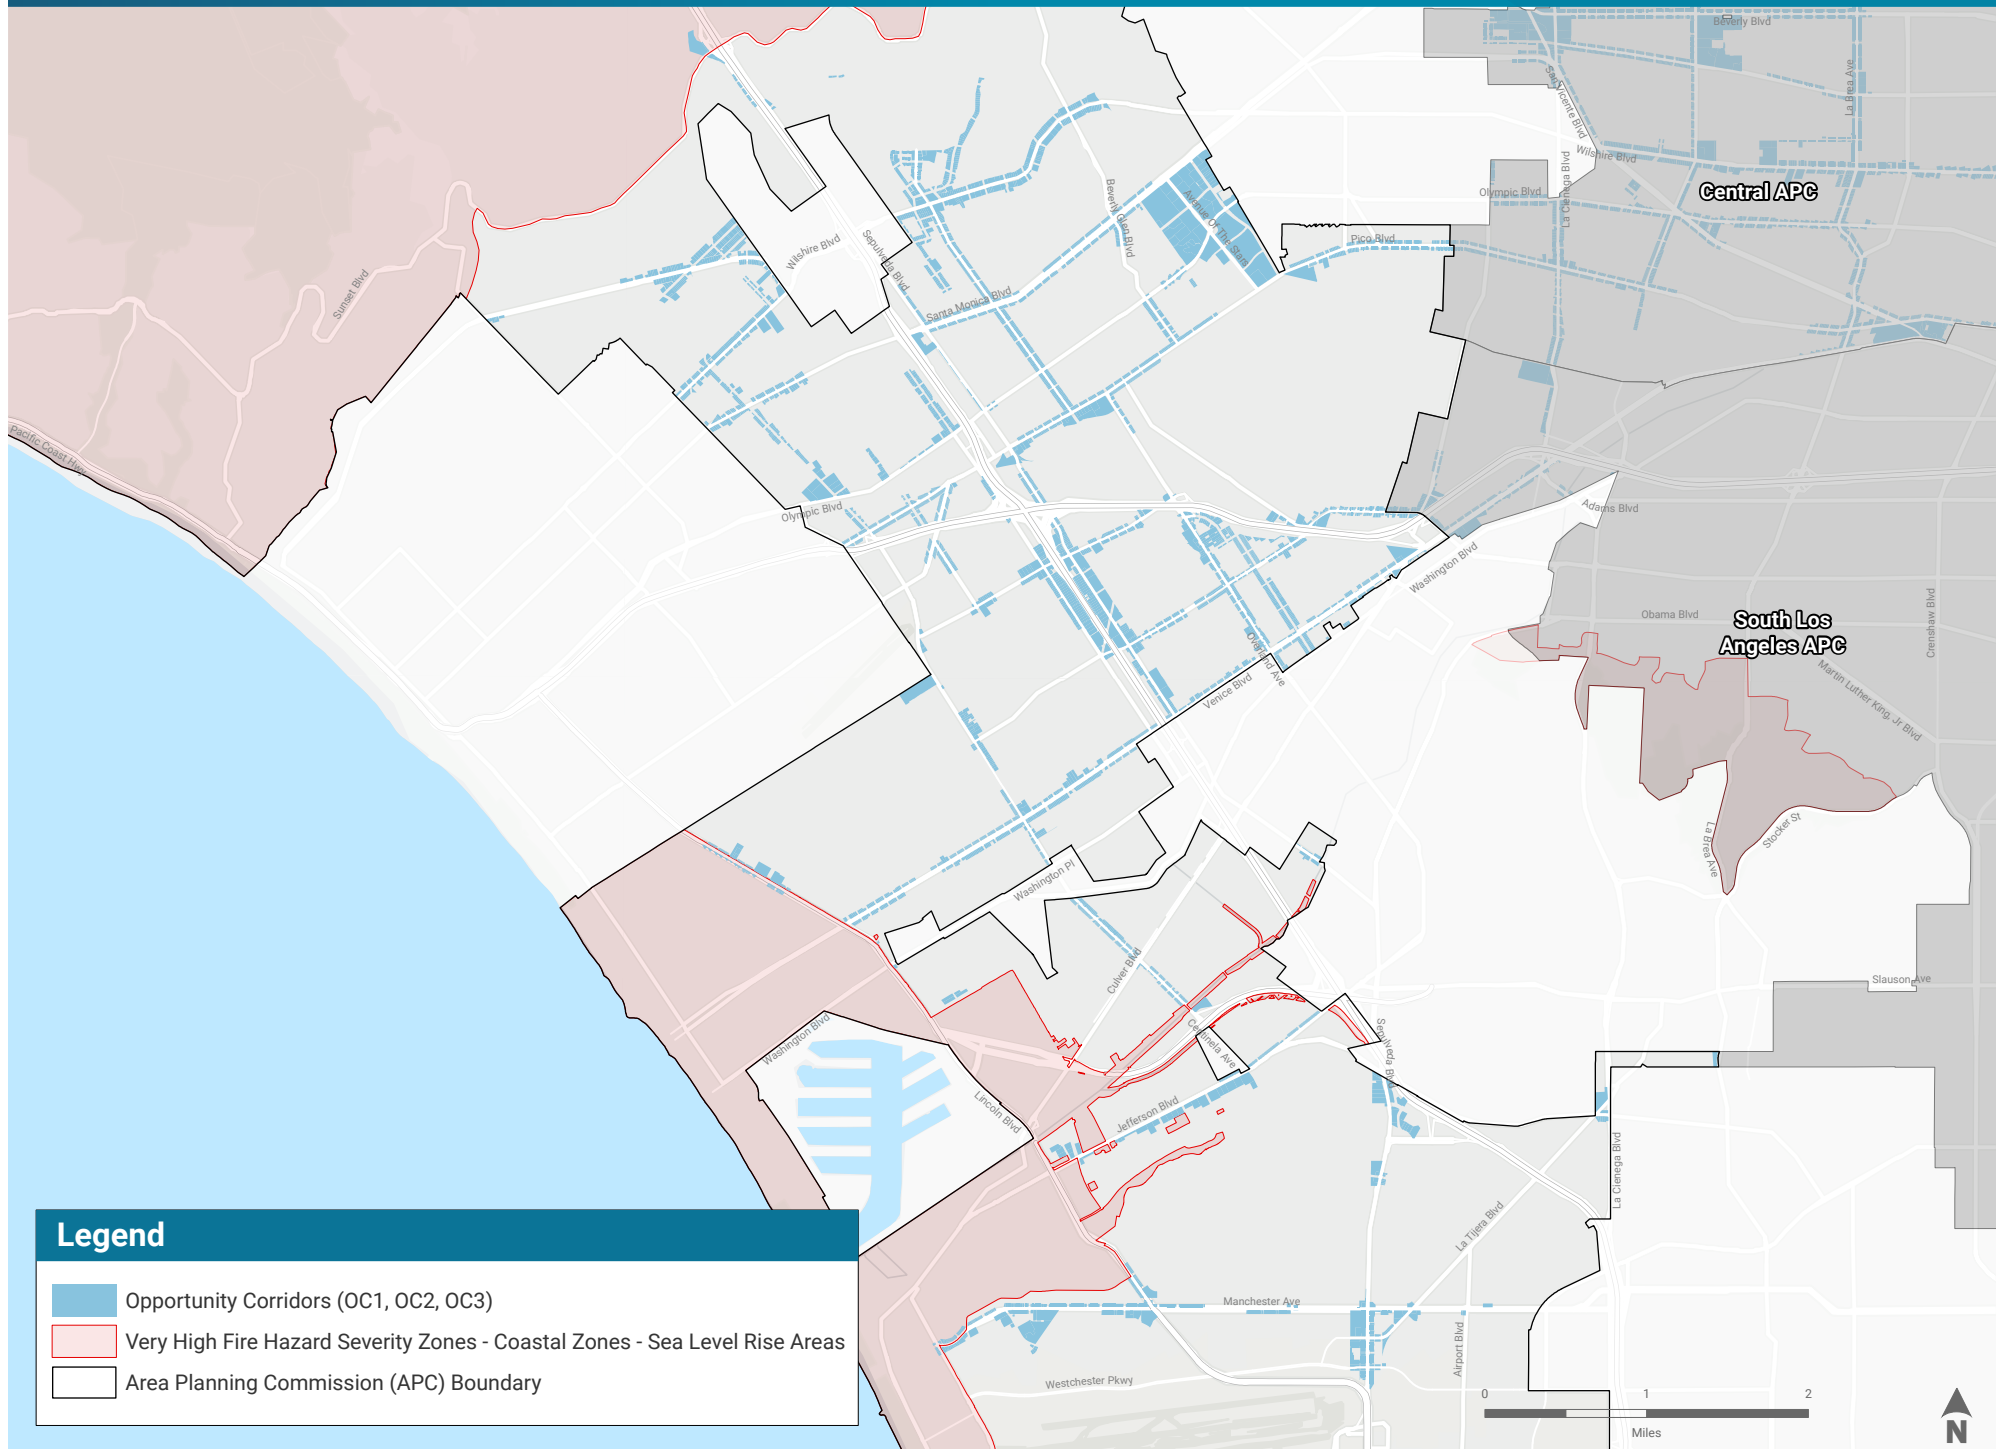 Beverly Blvd
La Brea Ave
San Vicente Blvd
Wilshire Blvd
La Cienega Blvd
Olympic Blvd
Central APC
Beverly Glen Blvd
Avenue Of The Stars
Pico Blvd
Wilshire Blvd
Sepulveda Blvd
Sunset Blvd
Santa Monica Blvd
Pacific Coast Hwy
Olympic Blvd
Adams Blvd
Washington Blvd
Obama Blvd
South Los
Angeles APC
Crenshaw Blvd
Martin Luther King, Jr Blvd
Overland Ave
Venice Blvd
La Brea Ave
Stocker St
Washington Pl
Culver Blvd
Slauson Ave
Washington Blvd
Centinela Ave
Sepulveda Blvd
Lincoln Blvd
Jefferson Blvd
La Cienega Blvd
La Tijera Blvd
Manchester Ave
Airport Blvd
Westchester Pkwy
Legend
Opportunity Corridors (OC1, OC2, OC3)
Very High Fire Hazard Severity Zones - Coastal Zones - Sea Level Rise Areas
Area Planning Commission (APC) Boundary
0 1 2
Miles
N